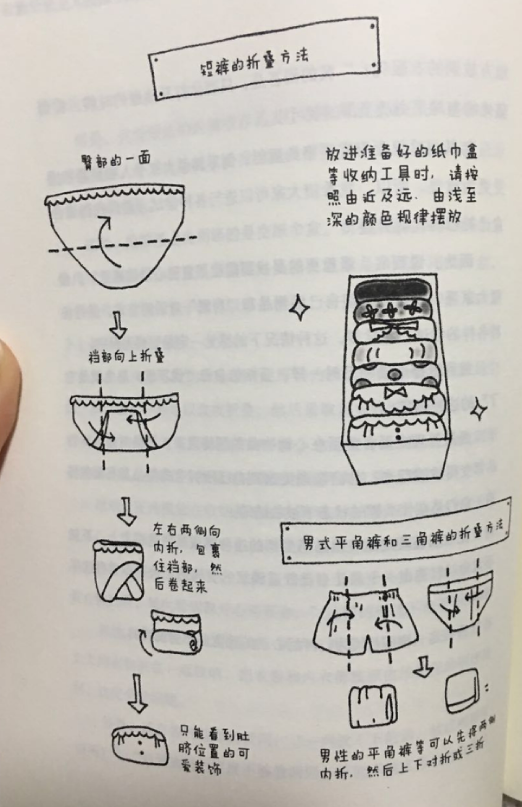 短裤的折叠方法
臀部的一面
裆部向上折叠
左右两侧向
内折，包裹
住裆部，然
后卷起来
只能看到肚
脐位置的可
爱装饰
放进准备好的纸巾盒
等收纳工具时，请按
照由近及远、由浅至
深的颜色规律摆放
男式平角裤和三角裤的折叠方法
男性的平角裤等可以先将两侧
内折，然后上下对折或三折